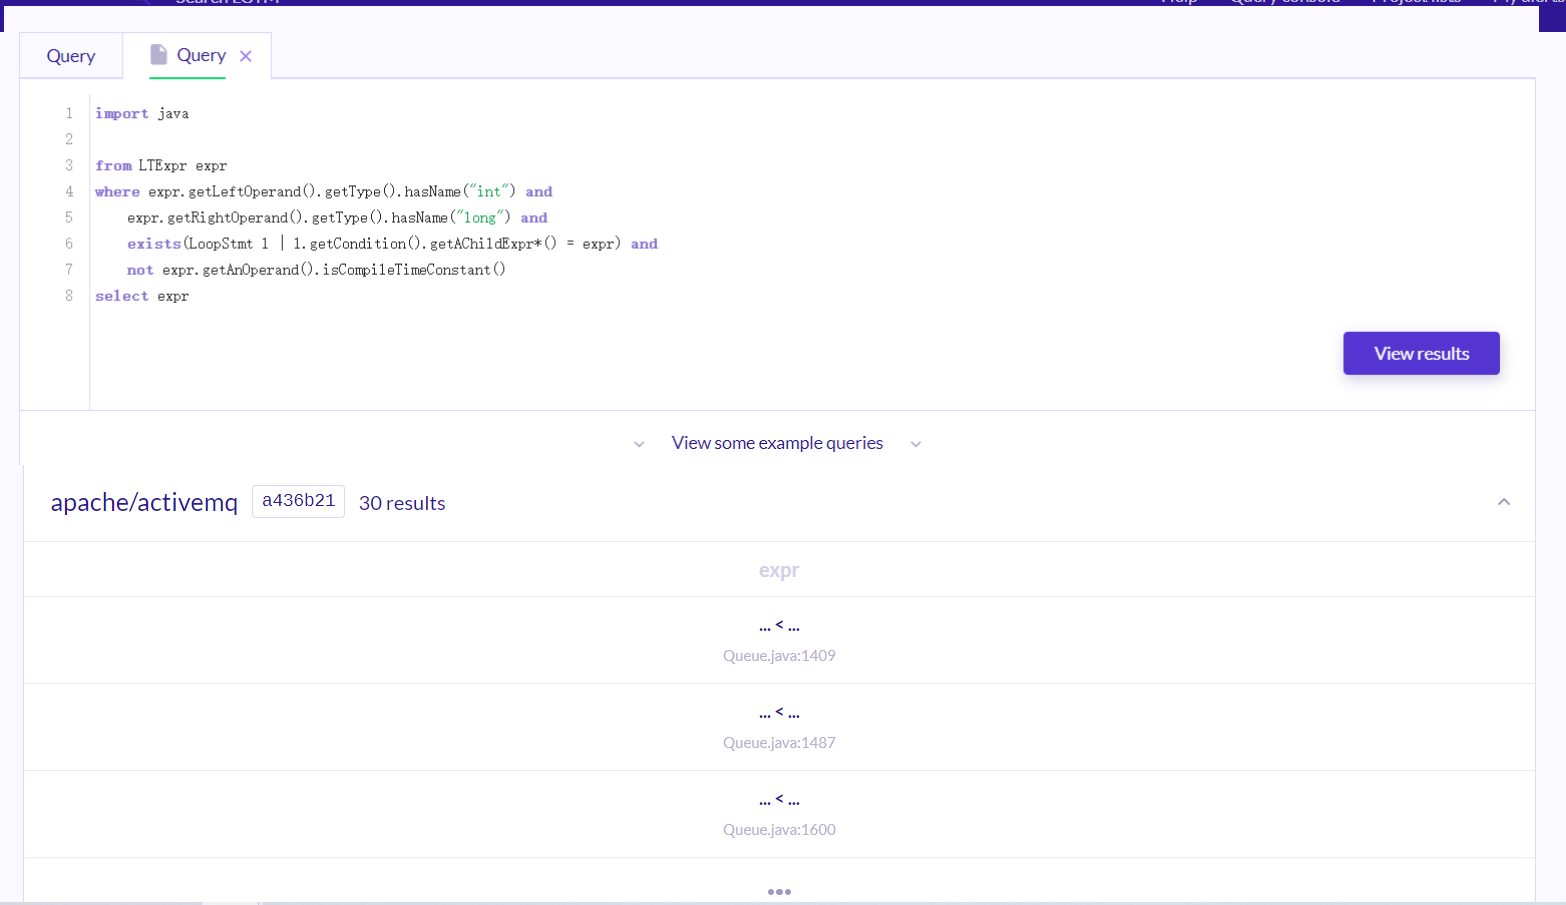 Search LGTM Help Query console Project lists My alerts
Query Query ×
1 import java
2
3 from LTExpr expr
4 where expr.getLeftOperand().getType().hasName("int") and
5 expr.getRightOperand().getType().hasName("long") and
6 exists(LoopStmt l | l.getCondition().getAChildExpr*() = expr) and
7 not expr.getAnOperand().isCompileTimeConstant()
8 select expr
View results
View some example queries
apache/activemq a436b21 30 results
expr
... < ...
Queue.java:1409
... < ...
Queue.java:1487
... < ...
Queue.java:1600
•••